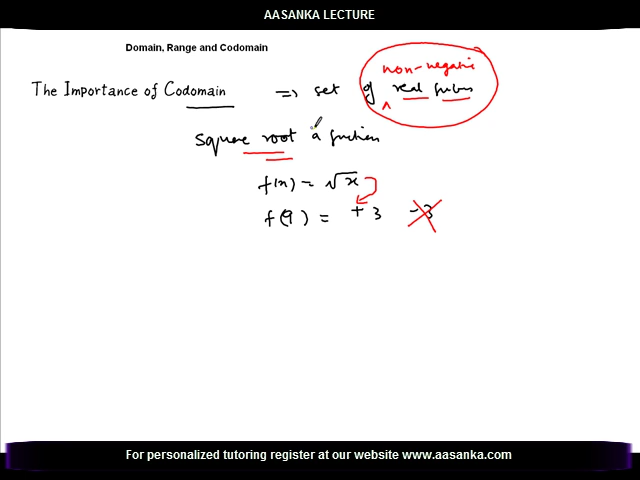 AASANKA LECTURE
Domain, Range and Codomain
non-negative
The Importance of Codomain => set of ^ real
Square root a function
f(x) = √x
f(9) = + 3 - 3
For personalized tutoring register at our website www.aasanka.com